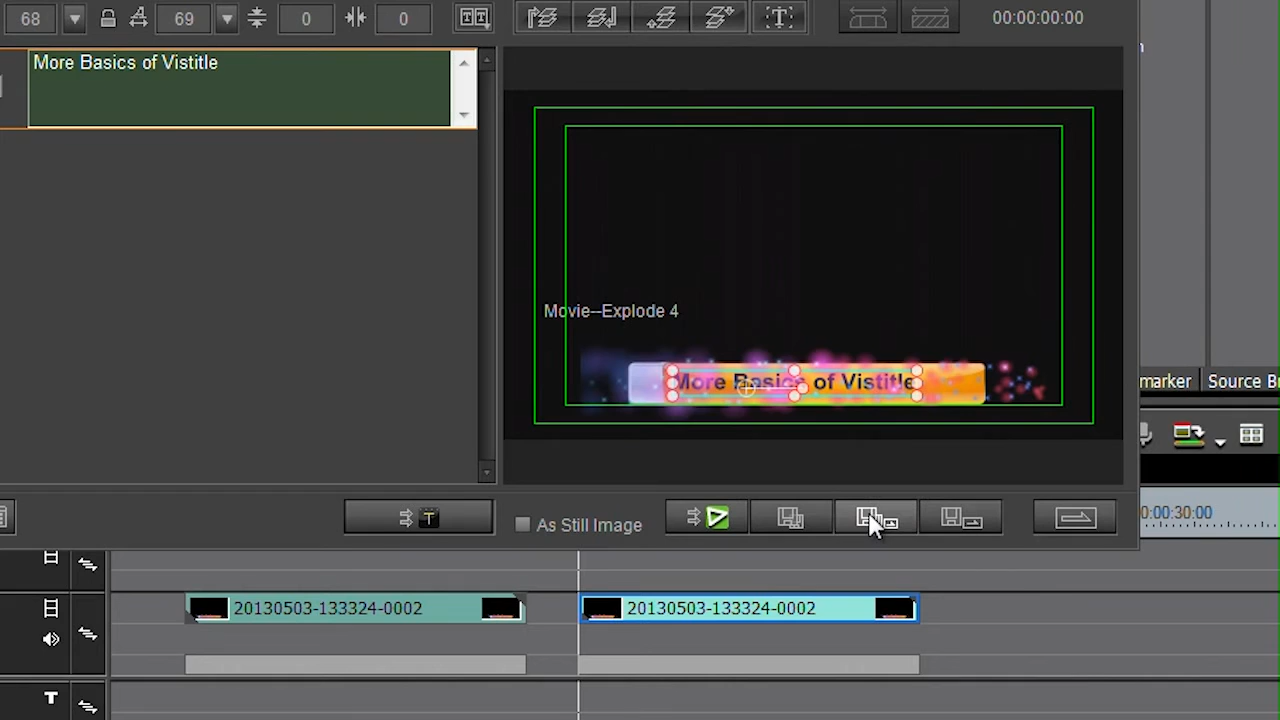 68 69 0 0 00:00:00:00
More Basics of Vistitle
Movie--Explode 4
More Basics of Vistitle
marker Source B
As Still Image
0:00:30:00
20130503-133324-0002 20130503-133324-0002
T